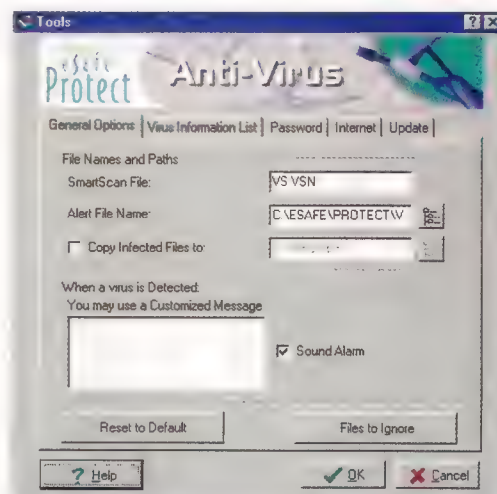 Tools
eSafe
Protect
Anti-Virus
General Options
Virus Information List
Password
Internet
Update
File Names and Paths
SmartScan File:
VS VSN
Alert File Name:
C:\ESAFE\PROTECT\V
Copy Infected Files to:
When a virus is Detected:
You may use a Customized Message
Sound Alarm
Reset to Default
Files to Ignore
? Help
OK
Cancel